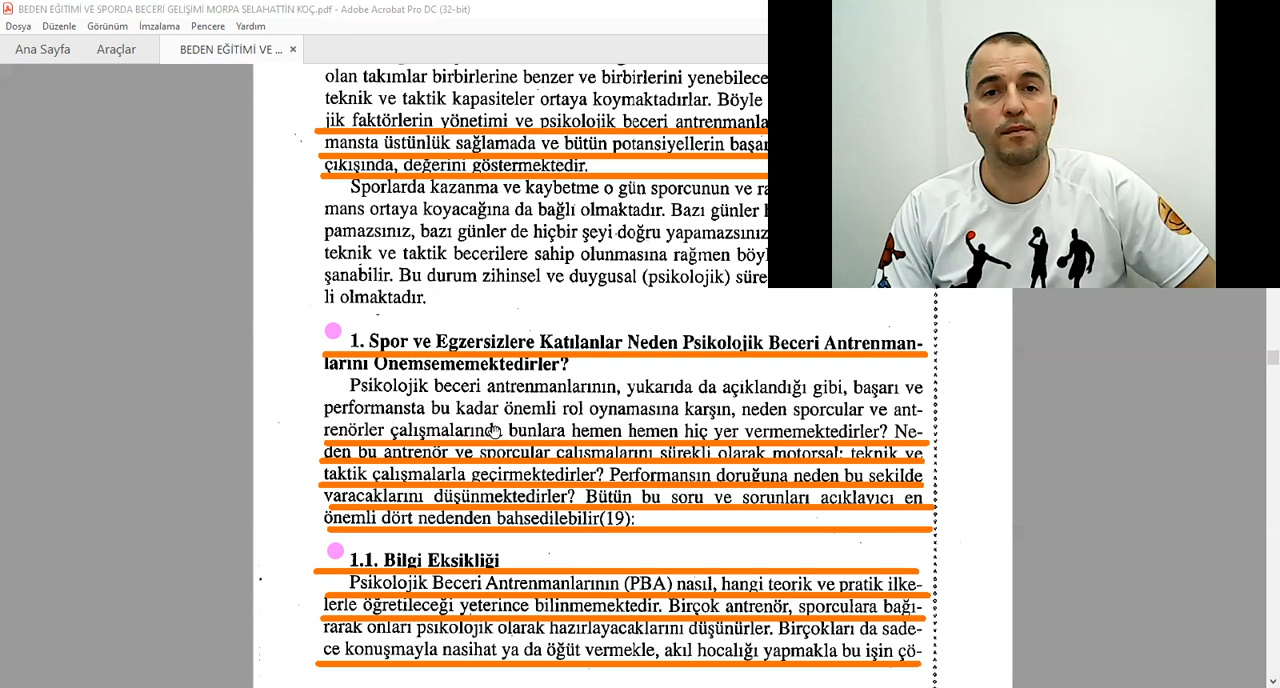 BEDEN EĞİTİMİ VE SPORDA BECERİ GELİŞİMİ MORPA SELAHATTİN KOÇ.pdf - Adobe Acrobat Pro DC (32-bit)
Dosya Düzenle Görünüm İmzalama Pencere Yardım
Ana Sayfa Araçlar BEDEN EĞİTİMİ VE ... ×
olan takımlar birbirlerine benzer ve birbirlerini yenebilece
teknik ve taktik kapasiteler ortaya koymaktadırlar. Böyle
jik faktörlerin yönetimi ve psikolojik beceri antrenmanla
mansta üstünlük sağlamada ve bütün potansiyellerin başar
çıkışında, değerini göstermektedir.
Sporlarda kazanma ve kaybetme o gün sporcunun ve ra
mans ortaya koyacağına da bağlı olmaktadır. Bazı günler
pamazsınız, bazı günler de hiçbir şeyi doğru yapamazsınız
teknik ve taktik becerilere sahip olunmasına rağmen böyl
şanabilir. Bu durum zihinsel ve duygusal (psikolojik) süre
li olmaktadır.
1. Spor ve Egzersizlere Katılanlar Neden Psikolojik Beceri Antrenman-
larını Önemsememektedirler?
Psikolojik beceri antrenmanlarının, yukarıda da açıklandığı gibi, başarı ve
performansta bu kadar önemli rol oynamasına karşın, neden sporcular ve ant-
renörler çalışmalarında bunlara hemen hemen hiç yer vermemektedirler? Ne-
den bu antrenör ve sporcular çalışmalarını sürekli olarak motorsal; teknik ve
taktik çalışmalarla geçirmektedirler? Performansın doruğuna neden bu şekilde
varacaklarını düşünmektedirler? Bütün bu soru ve sorunları açıklayıcı en
önemli dört nedenden bahsedilebilir(19):
1.1. Bilgi Eksikliği
Psikolojik Beceri Antrenmanlarının (PBA) nasıl, hangi teorik ve pratik ilke-
lerle öğretileceği yeterince bilinmemektedir. Birçok antrenör, sporculara bağı-
rarak onları psikolojik olarak hazırlayacaklarını düşünürler. Birçokları da sade-
ce konuşmayla nasihat ya da öğüt vermekle, akıl hocalığı yapmakla bu işin çö-